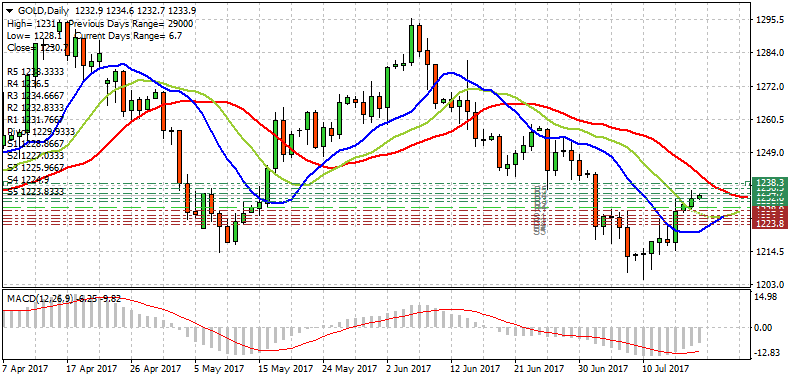 GOLD,Daily 1232.9 1234.6 1232.7 1233.9
High= 1231 Previous Days Range= 29000
Low= 1228.1 Current Days Range= 6.7
Close= 1230.7
R5 1238.3333
R4 1236.5
R3 1234.6667
R2 1232.8333
R1 1231.7667
Pivot 1229.9333
S1 1228.8667
S2 1227.0333
S3 1225.9667
S4 1224.9
S5 1223.8333
1295.5
1284.0
1272.0
1260.5
1249.0
1238.3
1223.8
1214.5
1203.0
MACD(12,26,9) -6.25 -9.82
14.98
0.00
-12.83
7 Apr 2017 17 Apr 2017 26 Apr 2017 5 May 2017 15 May 2017 24 May 2017 2 Jun 2017 12 Jun 2017 21 Jun 2017 30 Jun 2017 10 Jul 2017